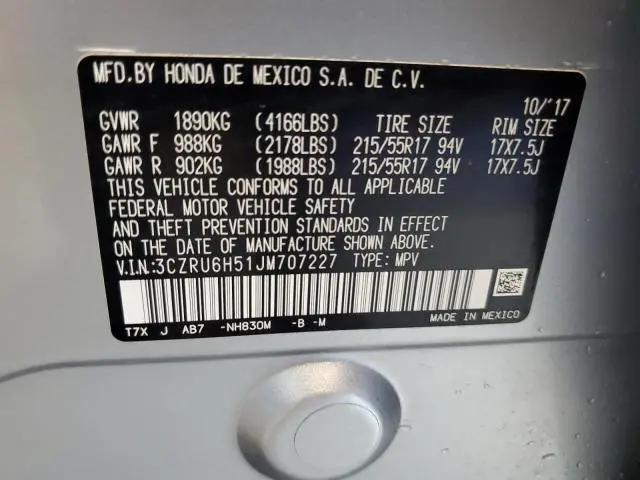 MFD.BY HONDA DE MEXICO S.A. DE C.V.
10/'17
GVWR 1890KG (4166LBS) TIRE SIZE RIM SIZE
GAWR F 988KG (2178LBS) 215/55R17 94V 17X7.5J
GAWR R 902KG (1988LBS) 215/55R17 94V 17X7.5J
THIS VEHICLE CONFORMS TO ALL APPLICABLE
FEDERAL MOTOR VEHICLE SAFETY
AND THEFT PREVENTION STANDARDS IN EFFECT
ON THE DATE OF MANUFACTURE SHOWN ABOVE.
V.I.N.:3CZRU6H51JM707227 TYPE: MPV
T7X J AB7 -NH830M -B -M MADE IN MEXICO